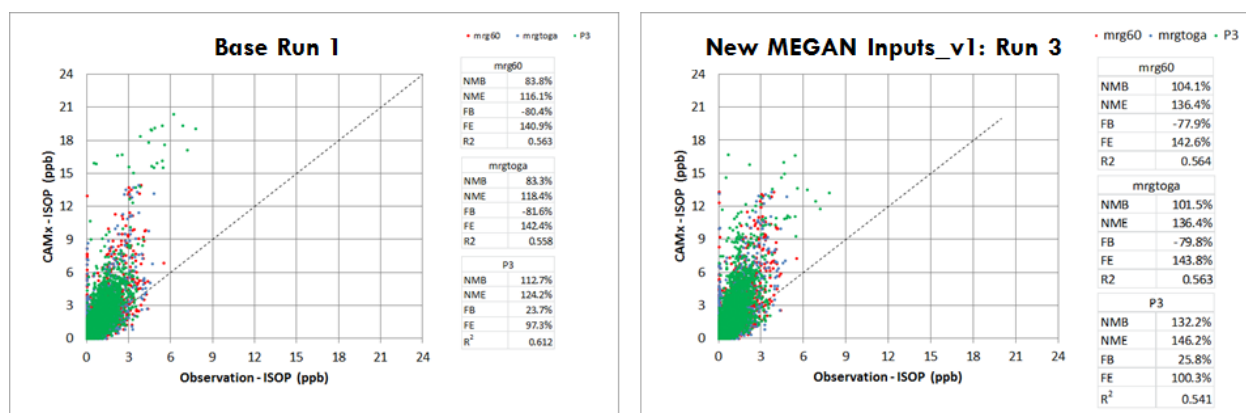 Base Run 1
mrg60 mrgtoga P3
24
21
18
15
12
9
6
3
0
0 3 6 9 12 15 18 21 24
CAMx - ISOP (ppb)
Observation - ISOP (ppb)
mrg60
NMB 83.8%
NME 116.1%
FB -80.4%
FE 140.9%
R2 0.563
mrgtoga
NMB 83.3%
NME 118.4%
FB -81.6%
FE 142.4%
R2 0.558
P3
NMB 112.7%
NME 124.2%
FB 23.7%
FE 97.3%
R² 0.612
New MEGAN Inputs_v1: Run 3
mrg60 mrgtoga P3
24
21
18
15
12
9
6
3
0
0 3 6 9 12 15 18 21 24
CAMx - ISOP (ppb)
Observation - ISOP (ppb)
mrg60
NMB 104.1%
NME 136.4%
FB -77.9%
FE 142.6%
R2 0.564
mrgtoga
NMB 101.5%
NME 136.4%
FB -79.8%
FE 143.8%
R2 0.563
P3
NMB 132.2%
NME 146.2%
FB 25.8%
FE 100.3%
R² 0.541